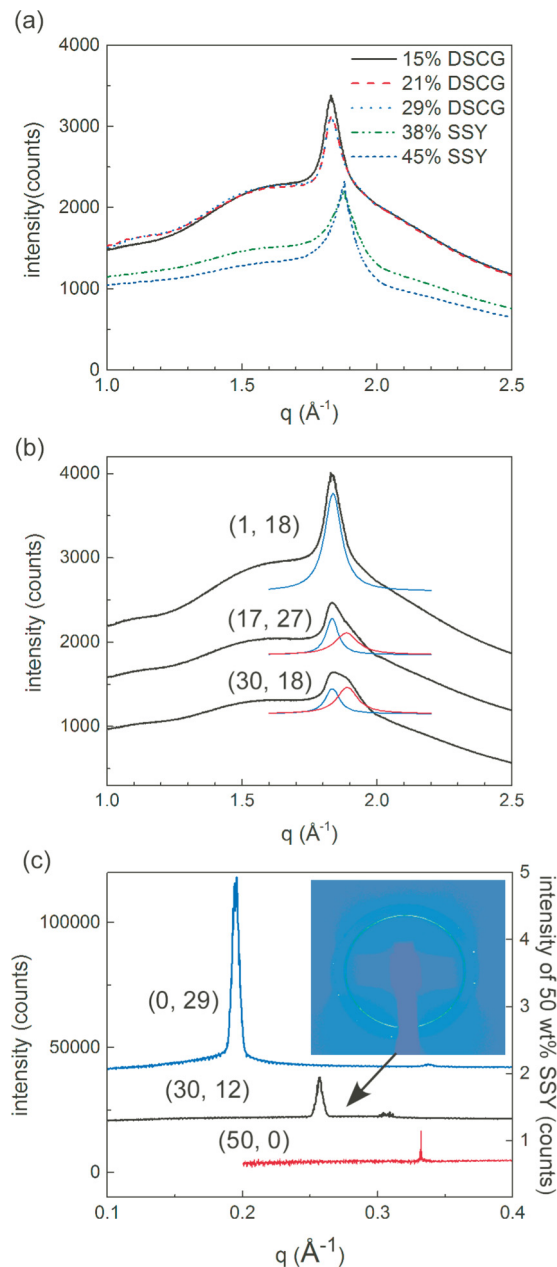 (a)
4000
3000
2000
1000
0
intensity(counts)
15% DSCG
21% DSCG
29% DSCG
38% SSY
45% SSY
1.0 1.5 2.0 2.5
q (Å⁻¹)
(b)
4000
3000
2000
1000
intensity (counts)
(1, 18)
(17, 27)
(30, 18)
1.0 1.5 2.0 2.5
q (Å⁻¹)
(c)
100000
50000
0
intensity (counts)
(0, 29)
(30, 12)
(50, 0)
5
4
3
2
1
intensity of 50 wt% SSY (counts)
0.1 0.2 0.3 0.4
q (Å⁻¹)